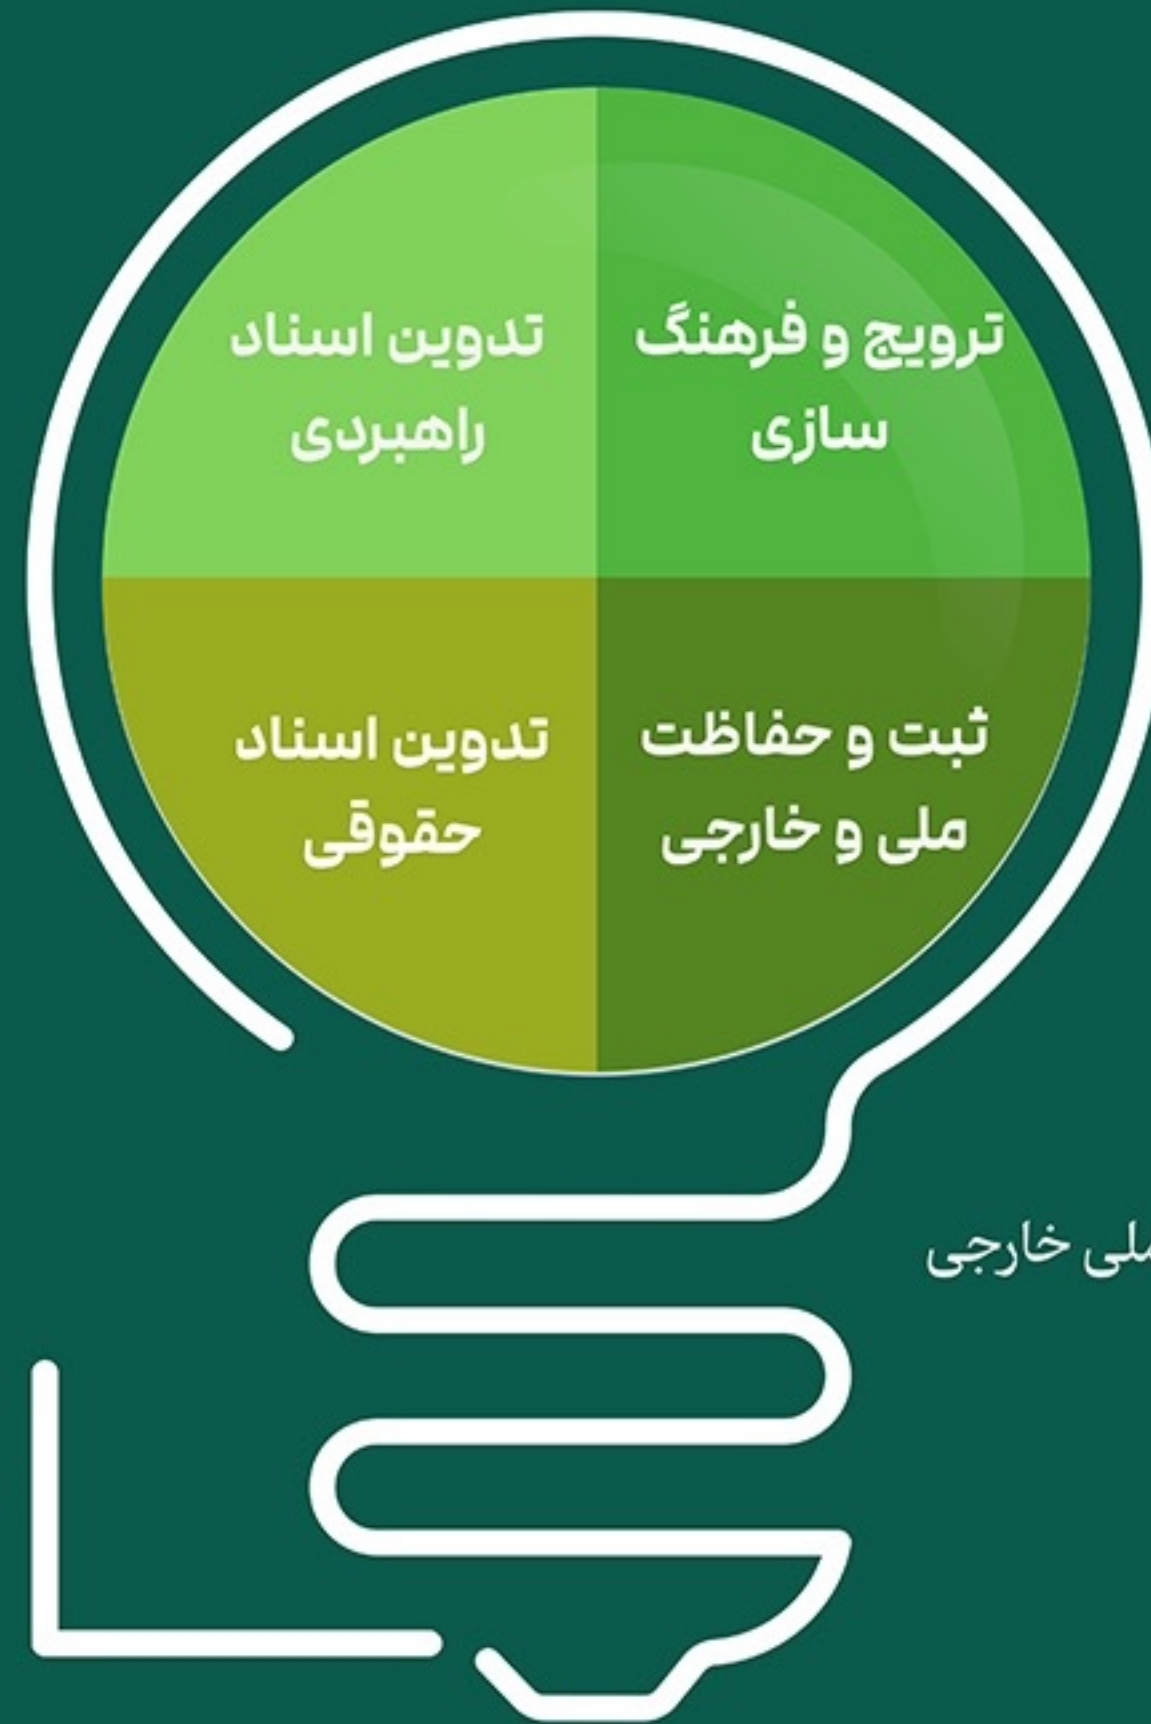 ترویج و فرهنگ
سازی
تدوین اسناد
راهبردی
ثبت و حفاظت
ملی و خارجی
تدوین اسناد
حقوقی
ملی خارجی